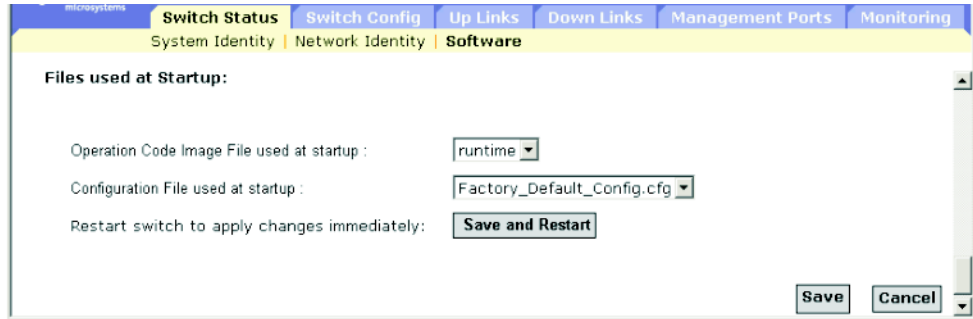 microsystems
Switch Status Switch Config Up Links Down Links Management Ports Monitoring
System Identity | Network Identity | Software
Files used at Startup:
Operation Code Image File used at startup : runtime
Configuration File used at startup : Factory_Default_Config.cfg
Restart switch to apply changes immediately: Save and Restart
Save Cancel